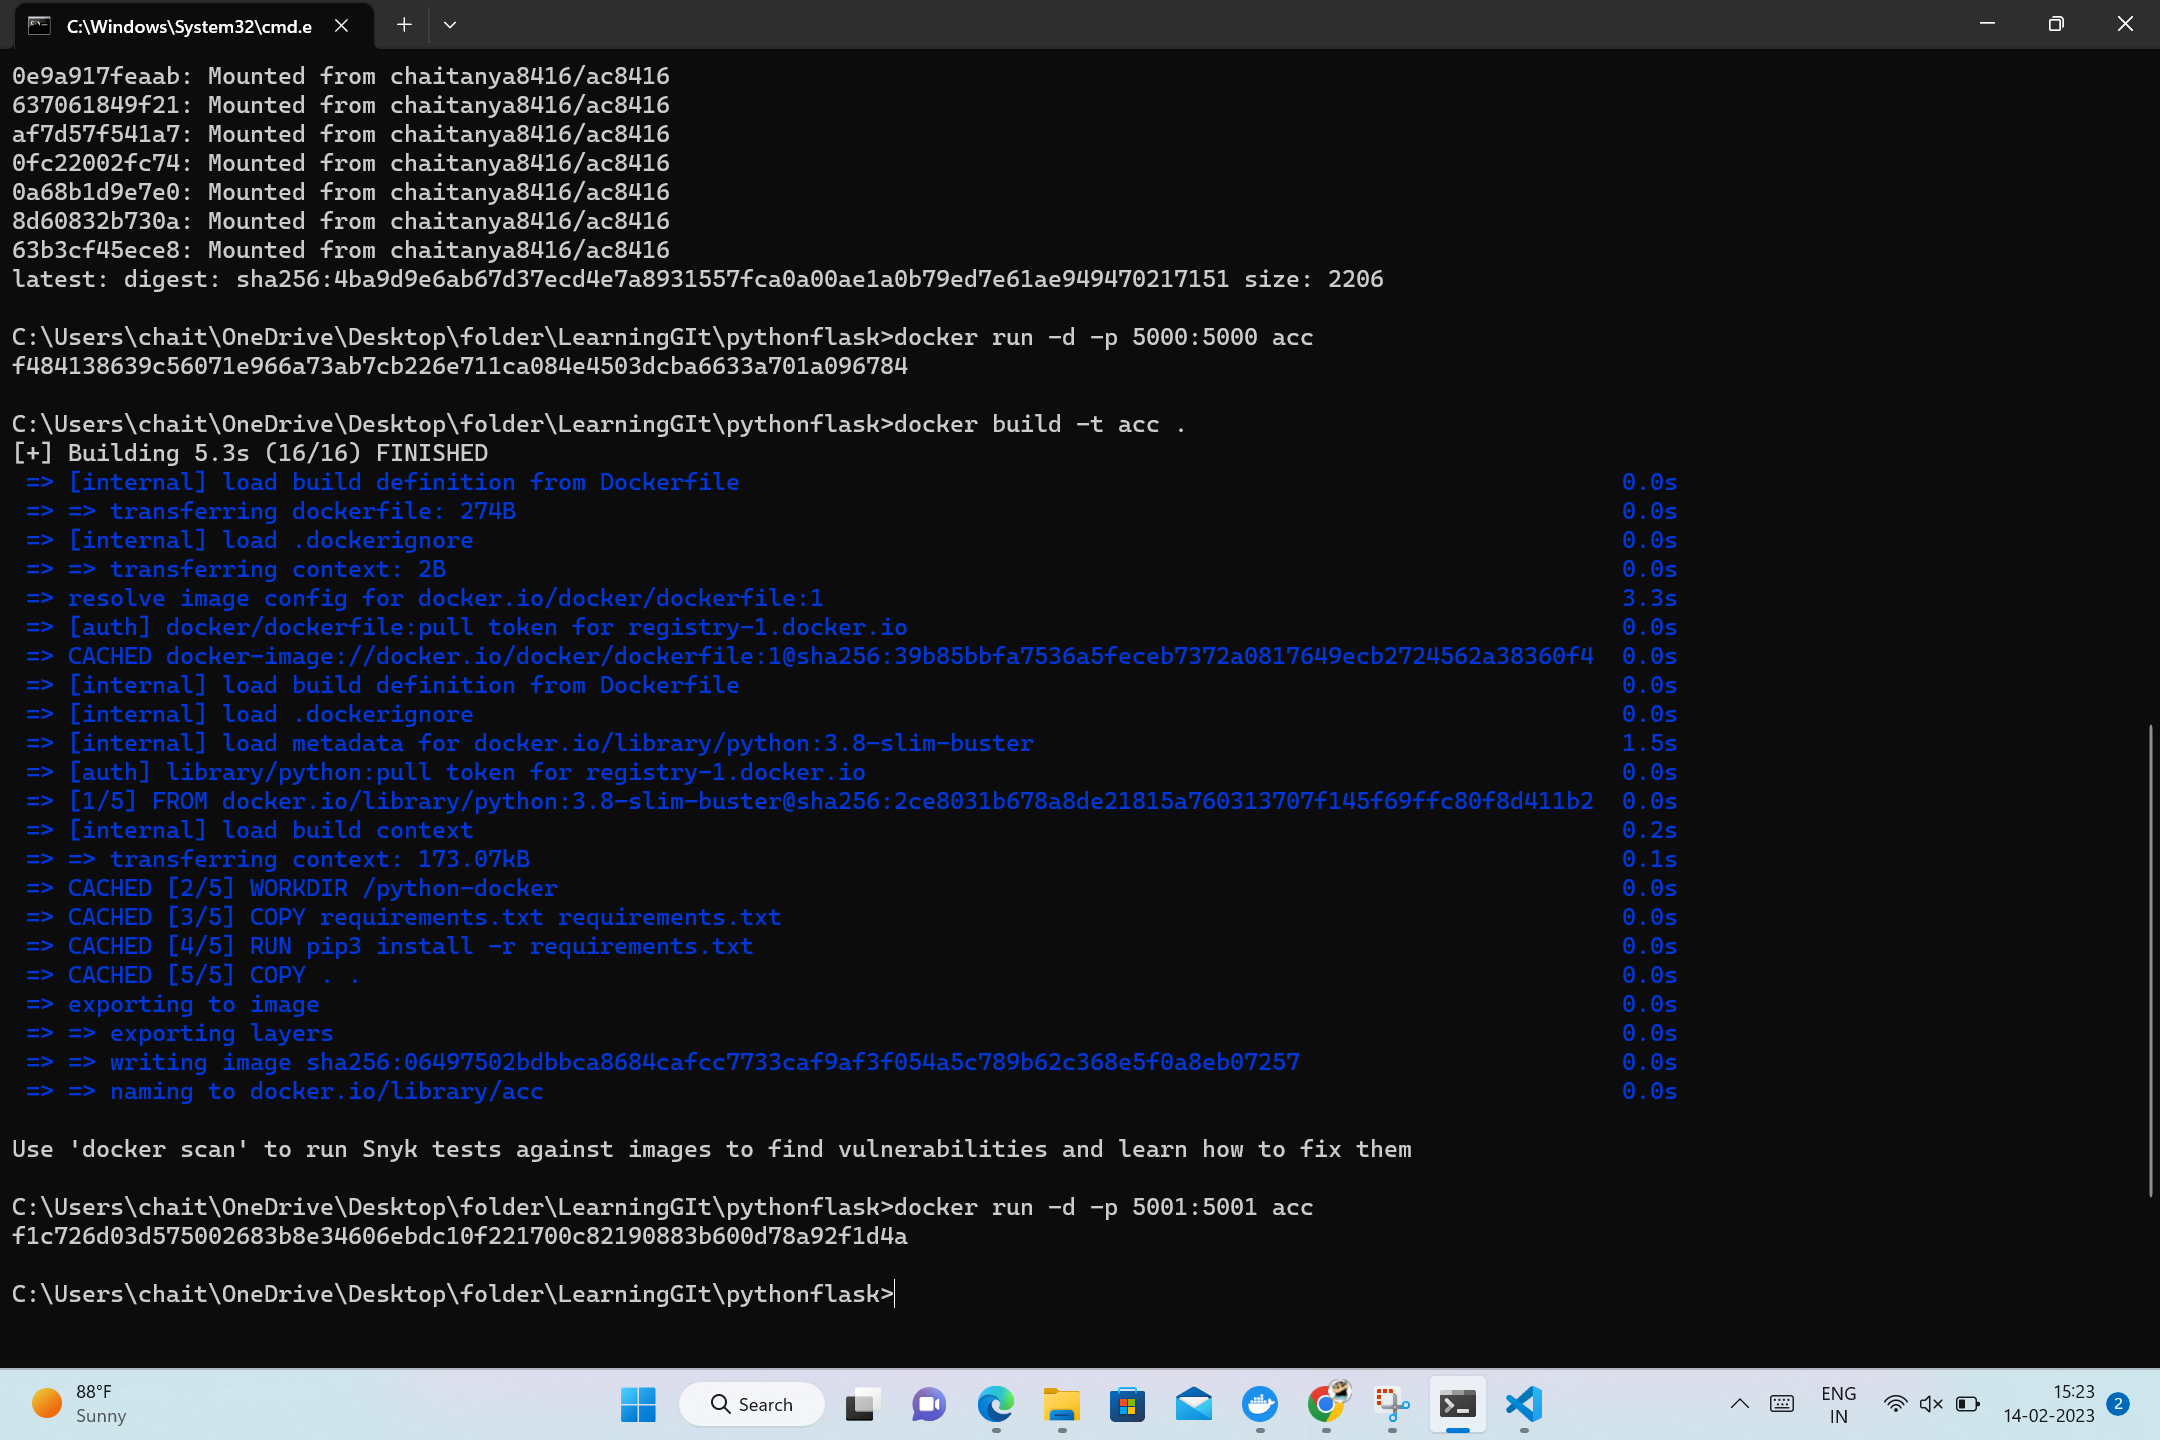 C:\Windows\System32\cmd.e
0e9a917feaab: Mounted from chaitanya8416/ac8416
637061849f21: Mounted from chaitanya8416/ac8416
af7d57f541a7: Mounted from chaitanya8416/ac8416
0fc22002fc74: Mounted from chaitanya8416/ac8416
0a68b1d9e7e0: Mounted from chaitanya8416/ac8416
8d60832b730a: Mounted from chaitanya8416/ac8416
63b3cf45ece8: Mounted from chaitanya8416/ac8416
latest: digest: sha256:4ba9d9e6ab67d37ecd4e7a8931557fca0a00ae1a0b79ed7e61ae949470217151 size: 2206
C:\Users\chait\OneDrive\Desktop\folder\LearningGIt\pythonflask>docker run -d -p 5000:5000 acc
f484138639c56071e966a73ab7cb226e711ca084e4503dcba6633a701a096784
C:\Users\chait\OneDrive\Desktop\folder\LearningGIt\pythonflask>docker build -t acc .
[+] Building 5.3s (16/16) FINISHED
=> [internal] load build definition from Dockerfile 0.0s
=> => transferring dockerfile: 274B 0.0s
=> [internal] load .dockerignore 0.0s
=> => transferring context: 2B 0.0s
=> resolve image config for docker.io/docker/dockerfile:1 3.3s
=> [auth] docker/dockerfile:pull token for registry-1.docker.io 0.0s
=> CACHED docker-image://docker.io/docker/dockerfile:1@sha256:39b85bbfa7536a5feceb7372a0817649ecb2724562a38360f4 0.0s
=> [internal] load build definition from Dockerfile 0.0s
=> [internal] load .dockerignore 0.0s
=> [internal] load metadata for docker.io/library/python:3.8-slim-buster 1.5s
=> [auth] library/python:pull token for registry-1.docker.io 0.0s
=> [1/5] FROM docker.io/library/python:3.8-slim-buster@sha256:2ce8031b678a8de21815a760313707f145f69ffc80f8d411b2 0.0s
=> [internal] load build context 0.2s
=> => transferring context: 173.07kB 0.1s
=> CACHED [2/5] WORKDIR /python-docker 0.0s
=> CACHED [3/5] COPY requirements.txt requirements.txt 0.0s
=> CACHED [4/5] RUN pip3 install -r requirements.txt 0.0s
=> CACHED [5/5] COPY . . 0.0s
=> exporting to image 0.0s
=> => exporting layers 0.0s
=> => writing image sha256:06497502bdbbca8684cafcc7733caf9af3f054a5c789b62c368e5f0a8eb07257 0.0s
=> => naming to docker.io/library/acc 0.0s
Use 'docker scan' to run Snyk tests against images to find vulnerabilities and learn how to fix them
C:\Users\chait\OneDrive\Desktop\folder\LearningGIt\pythonflask>docker run -d -p 5001:5001 acc
f1c726d03d575002683b8e34606ebdc10f221700c82190883b600d78a92f1d4a
C:\Users\chait\OneDrive\Desktop\folder\LearningGIt\pythonflask>
88°F
Sunny
Search
ENG
IN
15:23
14-02-2023
2